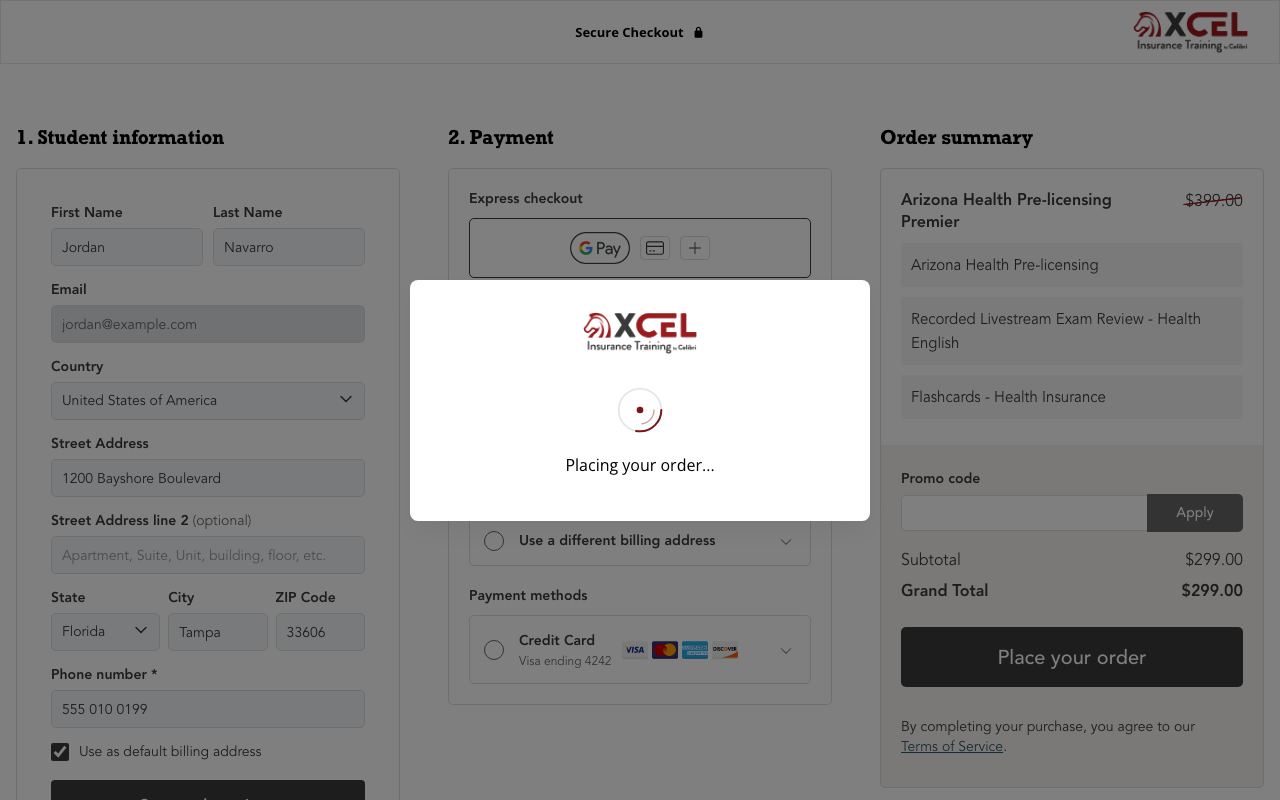 Secure Checkout
XCEL
Insurance Training by Colibri
1. Student information
First Name
Last Name
Jordan
Navarro
Email
jordan@example.com
Country
United States of America
Street Address
1200 Bayshore Boulevard
Street Address line 2 (optional)
Apartment, Suite, Unit, building, floor, etc.
State
City
ZIP Code
Florida
Tampa
33606
Phone number *
555 010 0199
Use as default billing address
2. Payment
Express checkout
G Pay
XCEL
Insurance Training by Colibri
Placing your order...
Use a different billing address
Payment methods
Credit Card
Visa ending 4242
VISA
DISCOVER
Order summary
Arizona Health Pre-licensing
Premier
$399.00
Arizona Health Pre-licensing
Recorded Livestream Exam Review - Health
English
Flashcards - Health Insurance
Promo code
Apply
Subtotal
$299.00
Grand Total
$299.00
Place your order
By completing your purchase, you agree to our
Terms of Service.